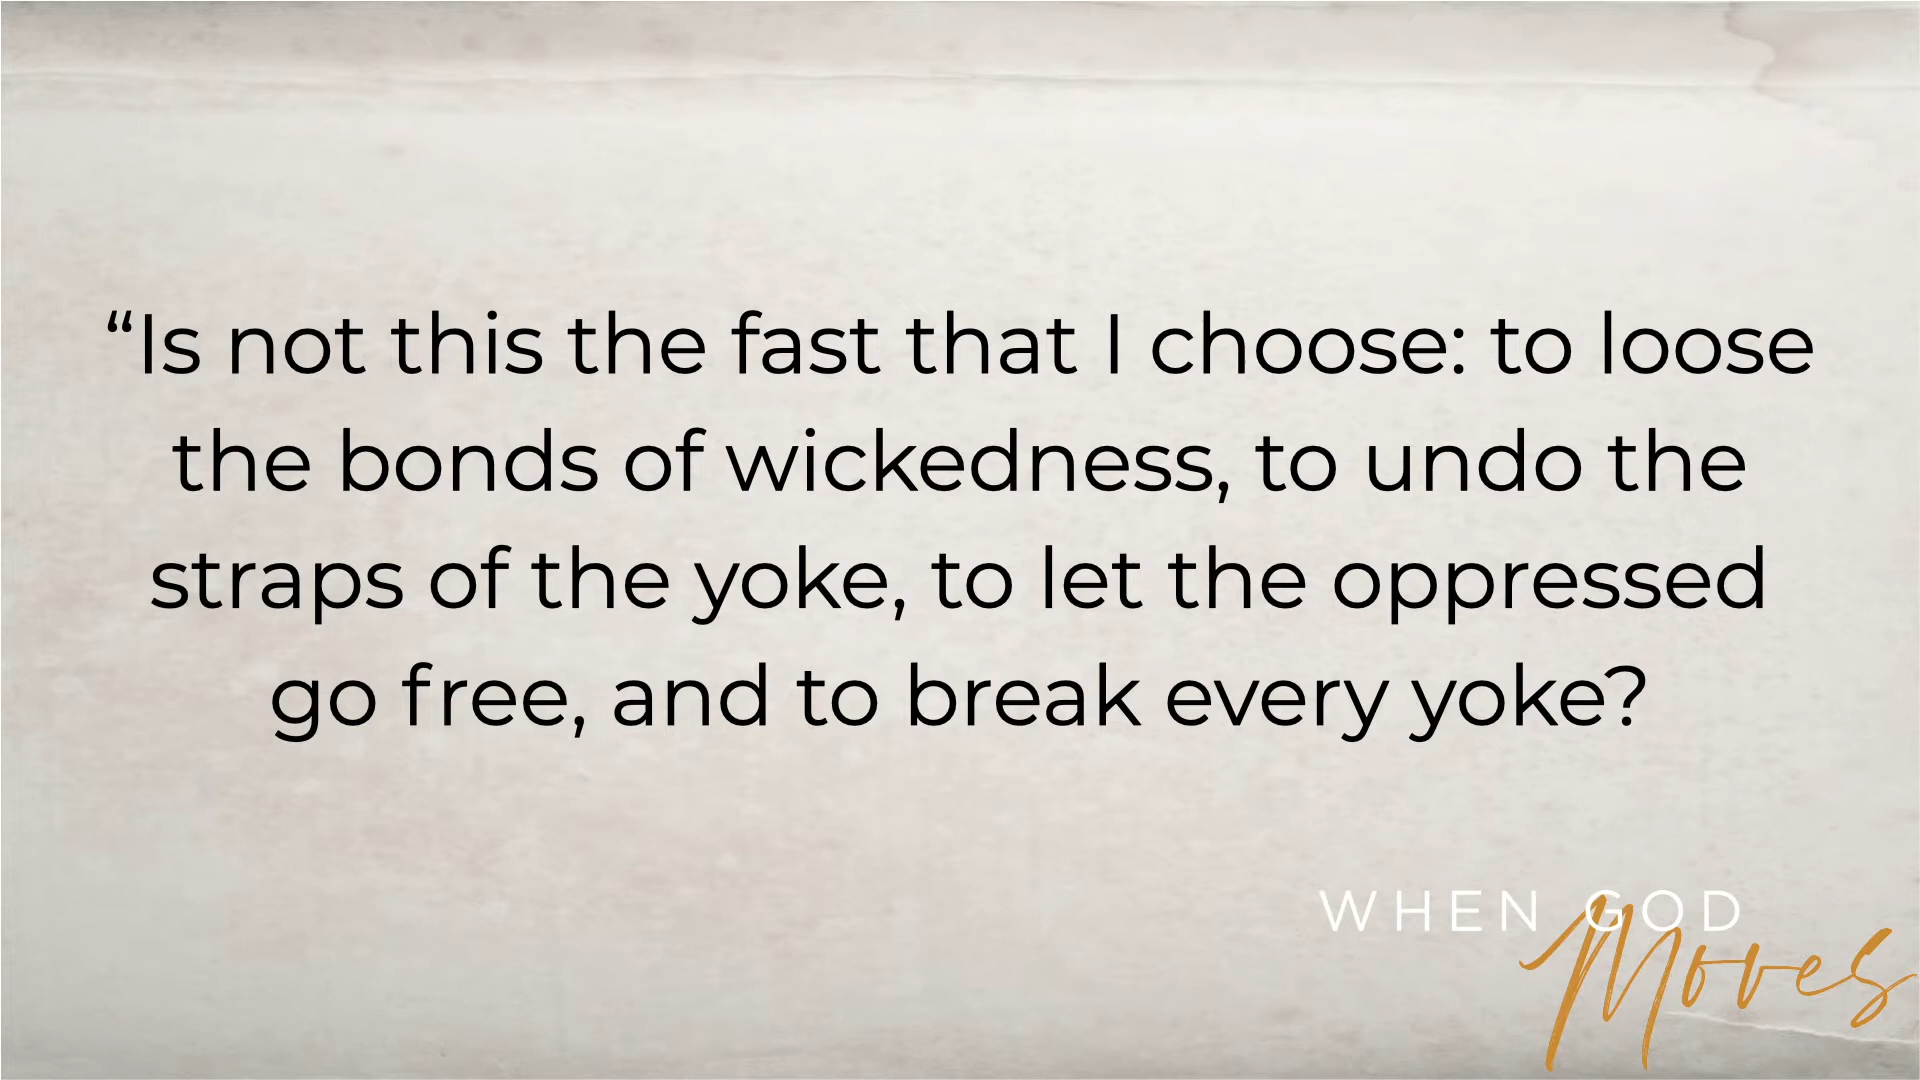 “Is not this the fast that I choose: to loose
the bonds of wickedness, to undo the
straps of the yoke, to let the oppressed
go free, and to break every yoke?
WHEN GOD
Moves